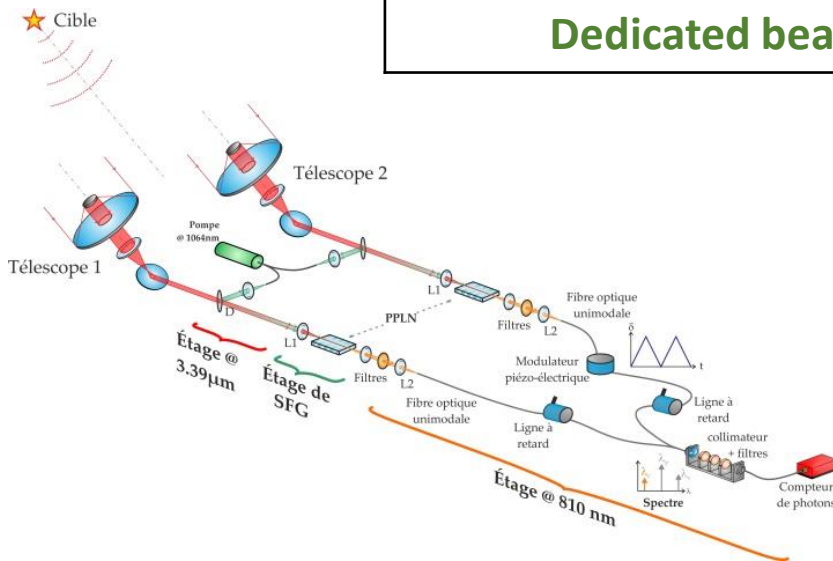 Dedicated bea
Cible
Télescope 2
Télescope 1
Pompe
@ 1064nm
D
L1
PPLN
L1
Filtres
L2
Fibre optique
unimodale
Étage @
3.39µm
Étage de
SFG
Filtres
L2
Fibre optique
unimodale
Modulateur
piézo-électrique
δ
t
Ligne à
retard
Ligne à
retard
collimateur
+ filtres
λ
Spectre
Compteur
de photons
Étage @ 810 nm